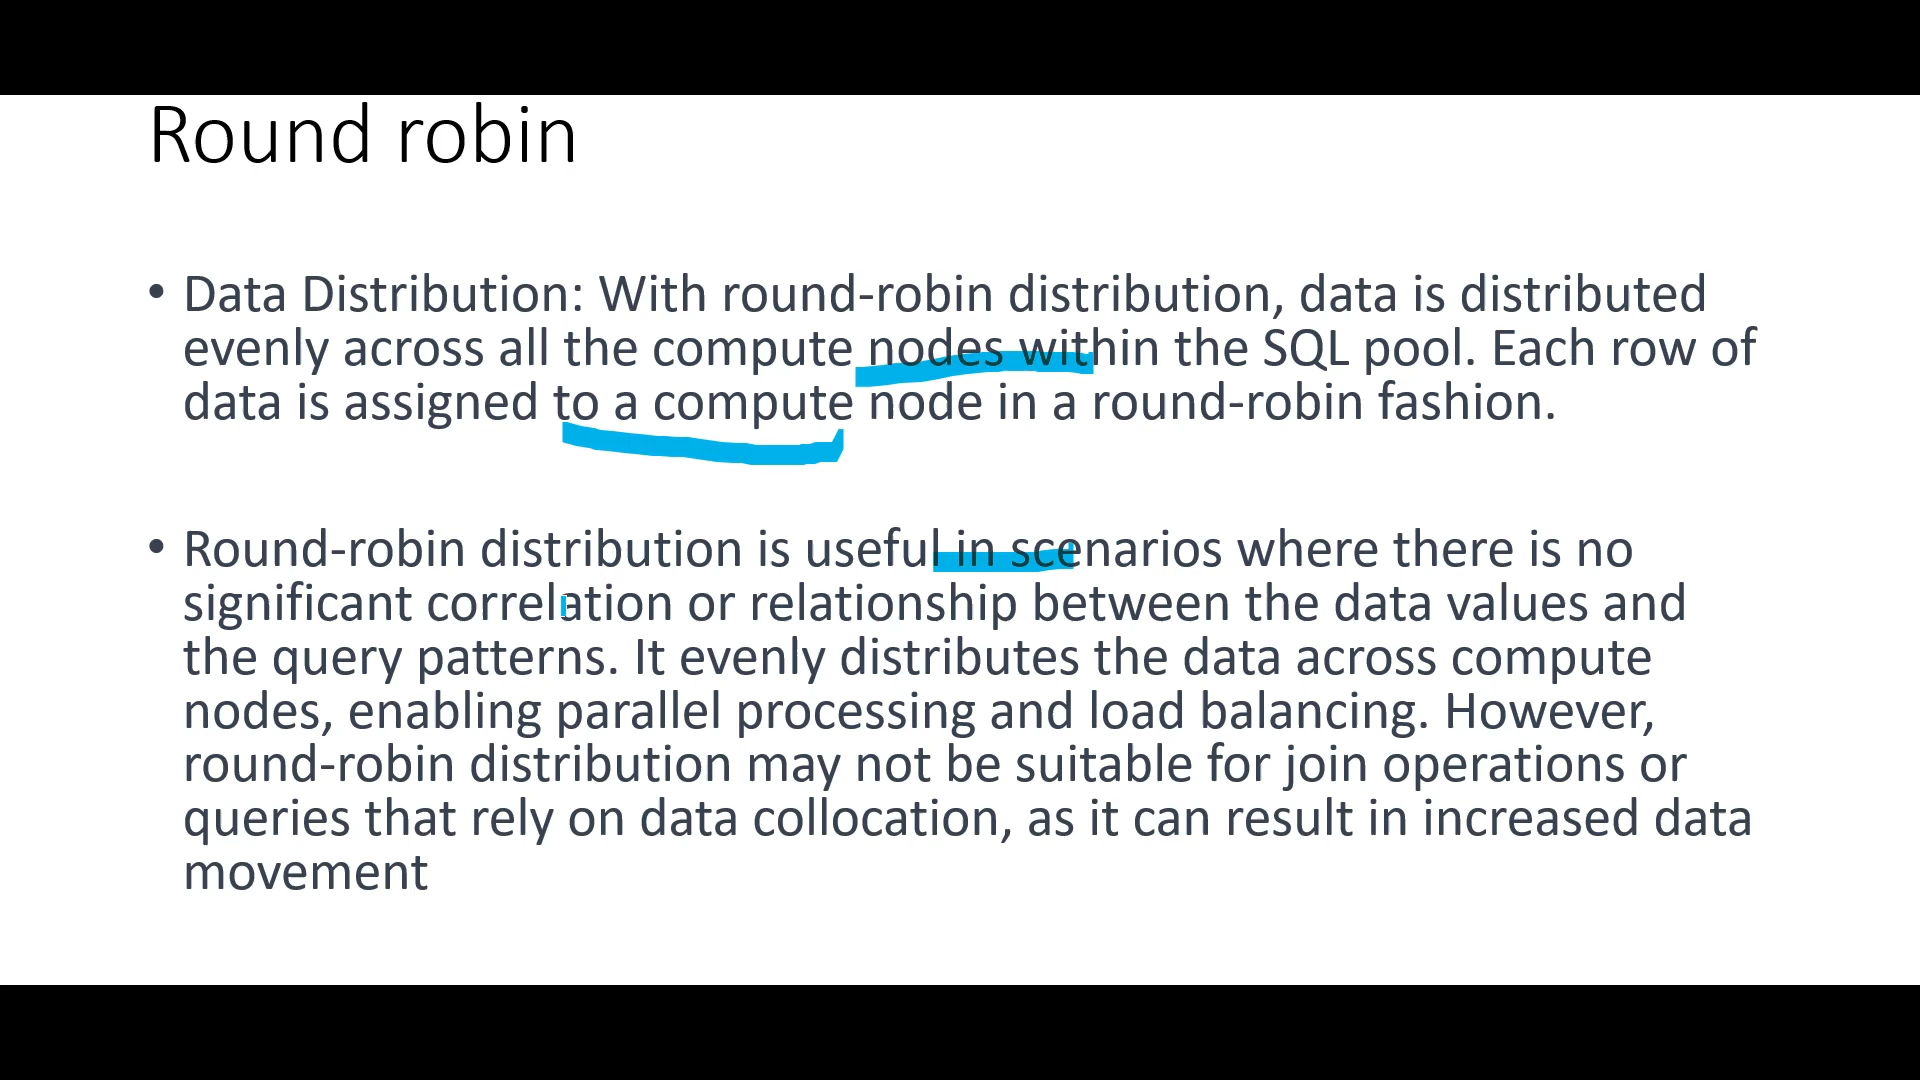 Round robin
• Data Distribution: With round-robin distribution, data is distributed
evenly across all the compute nodes within the SQL pool. Each row of
data is assigned to a compute node in a round-robin fashion.
• Round-robin distribution is useful in scenarios where there is no
significant correlation or relationship between the data values and
the query patterns. It evenly distributes the data across compute
nodes, enabling parallel processing and load balancing. However,
round-robin distribution may not be suitable for join operations or
queries that rely on data collocation, as it can result in increased data
movement